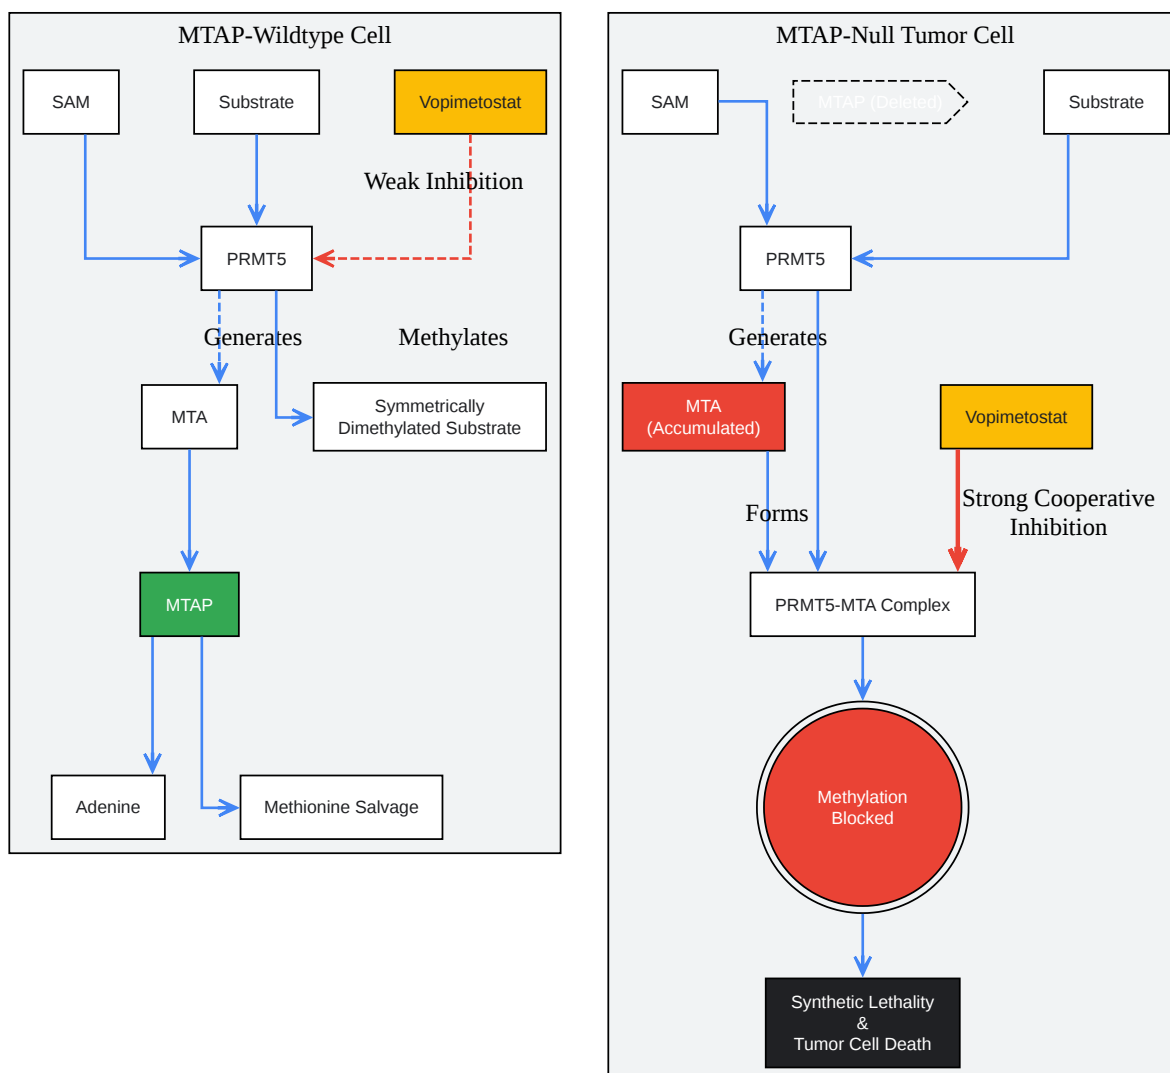 MTAP-Wildtype Cell
SAM
Substrate
Vopimetostat
Weak Inhibition
PRMT5
Generates
Methylates
MTA
Symmetrically
Dimethylated Substrate
MTAP
Adenine
Methionine Salvage
MTAP-Null Tumor Cell
SAM
MTAP (Deleted)
Substrate
PRMT5
Generates
MTA
(Accumulated)
Vopimetostat
Forms
Strong Cooperative
Inhibition
PRMT5-MTA Complex
Methylation
Blocked
Synthetic Lethality
&
Tumor Cell Death